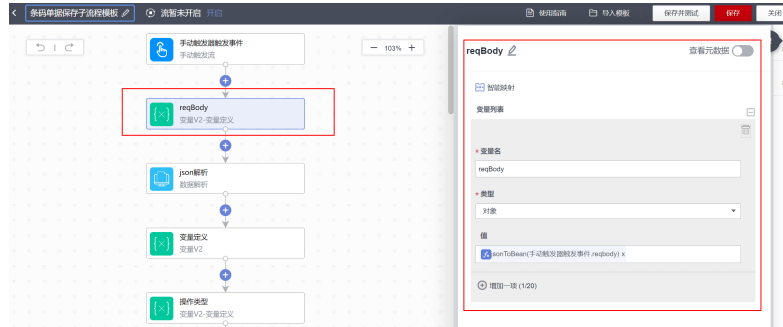 条码单据保存子流程模板
流暂未开启 开启
使用指南
导入模板
保存并测试
保存
关闭
手动触发器触发事件
手动触发流
103%
reqBody
变量V2-变量定义
json解析
数据解析
变量定义
变量V2
操作类型
变量V2-变量定义
reqBody
查看元数据
智能映射
变量列表
* 变量名
reqBody
* 类型
对象
值
sonToBean(手动触发器触发事件.reqbody) x
增加一项 (1/20)